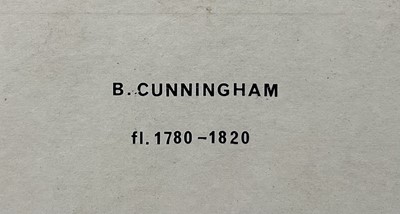 B. CUNNINGHAM
fl. 1780-1820